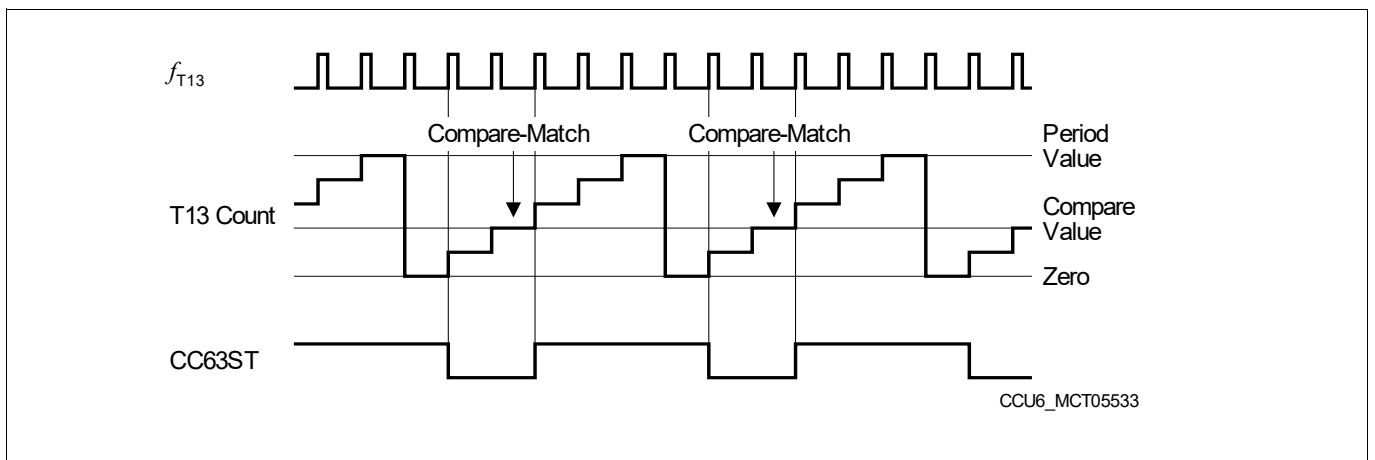 fT13
Compare-Match
Compare-Match
Period
Value
T13 Count
Compare
Value
Zero
CC63ST
CCU6_MCT05533